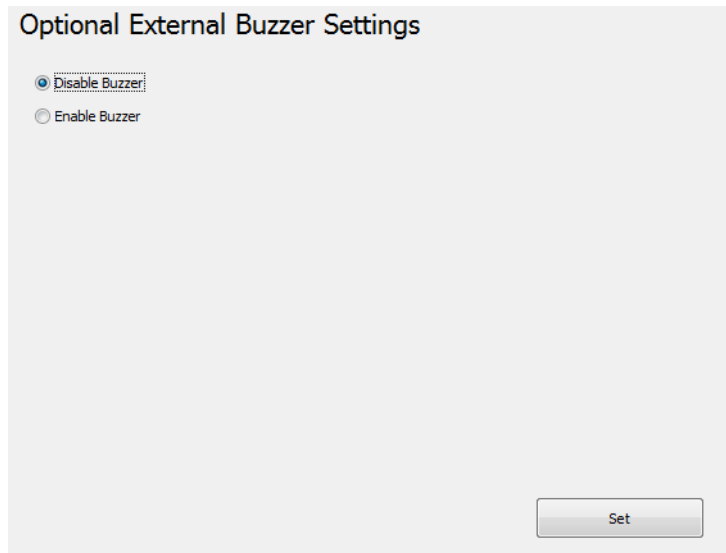 Optional External Buzzer Settings
Disable Buzzer
Enable Buzzer
Set